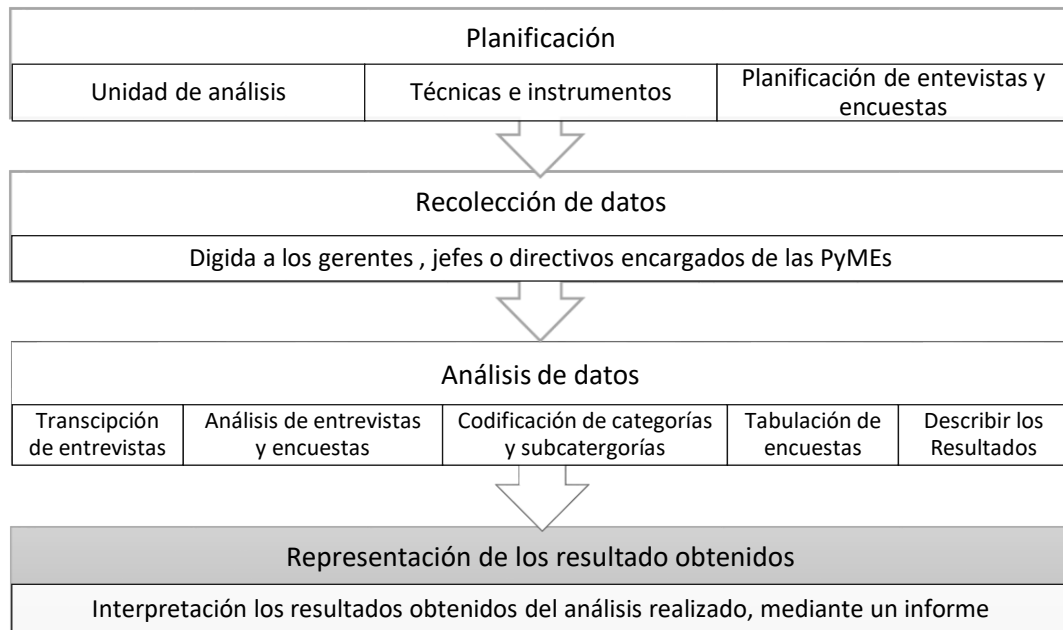 Planificación
Unidad de análisis
Técnicas e instrumentos
Planificación de entevistas y
encuestas
Recolección de datos
Digida a los gerentes , jefes o directivos encargados de las PyMEs
Análisis de datos
Transcipción
de entrevistas
Análisis de entrevistas
y encuestas
Codificación de categorías
y subcatergorías
Tabulación de
encuestas
Describir los
Resultados
Representación de los resultado obtenidos
Interpretación los resultados obtenidos del análisis realizado, mediante un informe